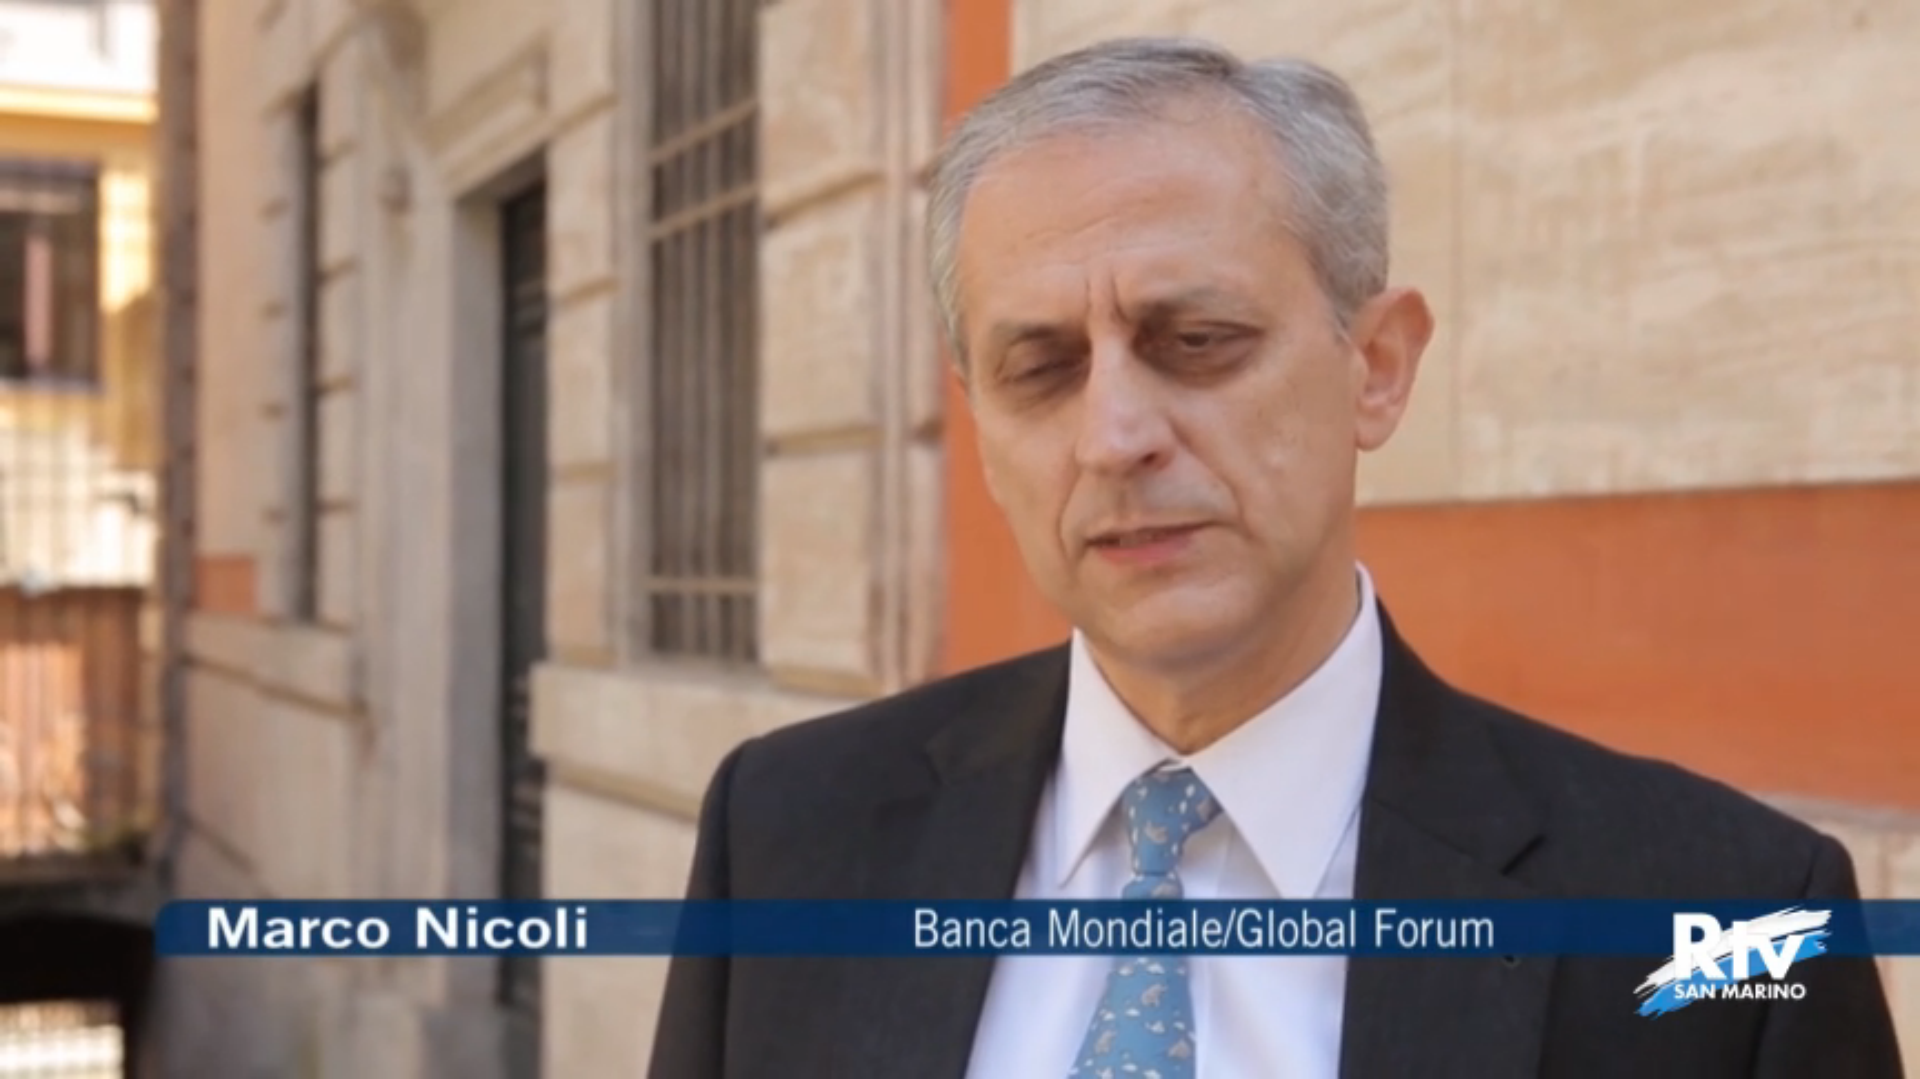 Marco Nicoli
Banca Mondiale/Global Forum
RTV
SAN MARINO